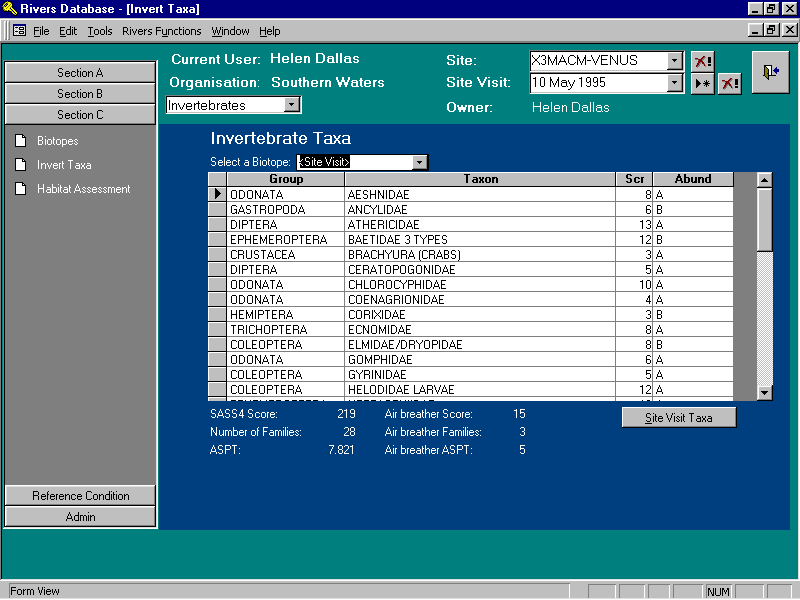 Rivers Database - [Invert Taxa]
File Edit Tools Rivers Functions Window Help
Current User: Helen Dallas
Organisation: Southern Waters
Invertebrates
Site: X3MACM-VENUS
Site Visit: 10 May 1995
Owner: Helen Dallas
Section A
Section B
Section C
Biotopes
Invert Taxa
Habitat Assessment
Reference Condition
Admin
Invertebrate Taxa
Select a Biotope: <Site Visit>
Group Taxon Scr Abund
ODONATA AESHNIDAE 8 A
GASTROPODA ANCYLIDAE 6 B
DIPTERA ATHERICIDAE 13 A
EPHEMEROPTERA BAETIDAE 3 TYPES 12 B
CRUSTACEA BRACHYURA (CRABS) 3 A
DIPTERA CERATOPOGONIDAE 5 A
ODONATA CHLOROCYPHIDAE 10 A
ODONATA COENAGRIONIDAE 4 A
HEMIPTERA CORIXIDAE 3 B
TRICHOPTERA ECNOMIDAE 8 A
COLEOPTERA ELMIDAE/DRYOPIDAE 8 B
ODONATA GOMPHIDAE 6 A
COLEOPTERA GYRINIDAE 5 A
COLEOPTERA HELODIDAE LARVAE 12 A
SASS4 Score: 219 Air breather Score: 15
Number of Families: 28 Air breather Families: 3
ASPT: 7.821 Air breather ASPT: 5
Site Visit Taxa
Form View NUM